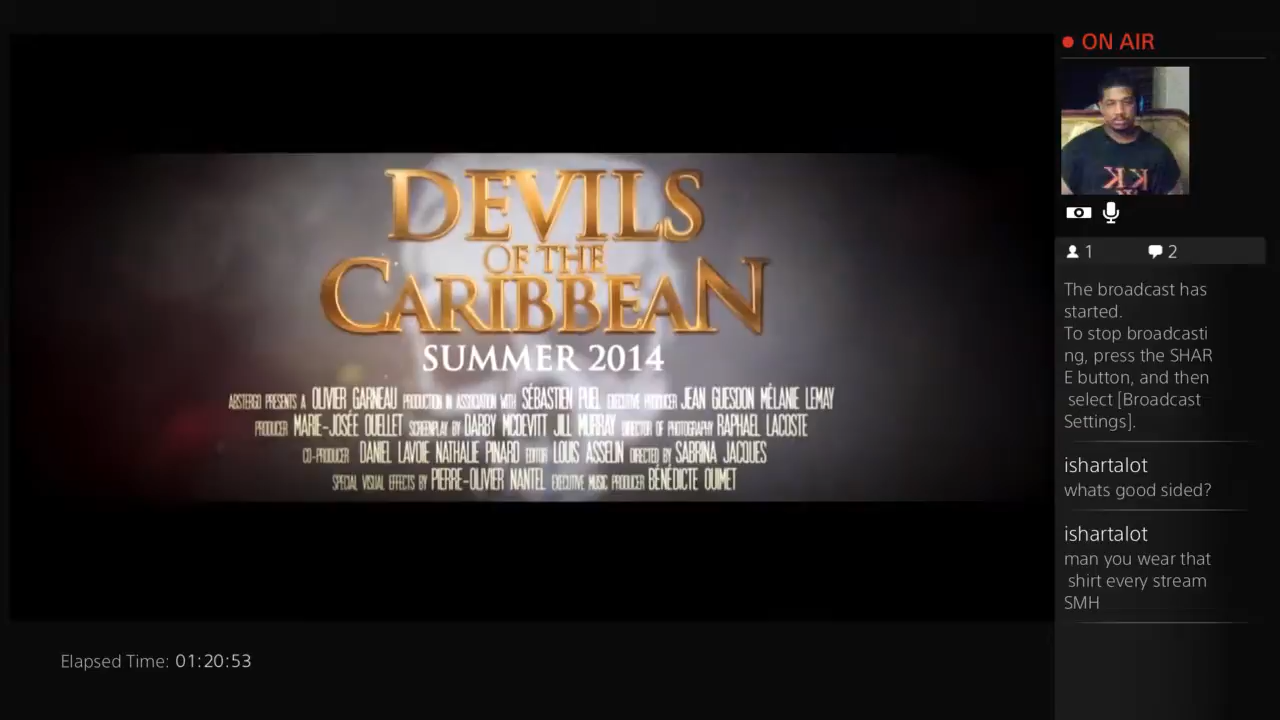 DEVILS
OF THE
CARIBBEAN
SUMMER 2014
ABSTERGO PRESENTS A OLIVIER GARNEAU PRODUCTION IN ASSOCIATION WITH SÉBASTIEN PUEL EXECUTIVE PRODUCER JEAN GUESDON MÉLANIE LEMAY
PRODUCER MARIE-JOSÉE OUELLET SCREENPLAY BY DARBY MCDEVITT JILL MURRAY DIRECTOR OF PHOTOGRAPHY RAPHAEL LACOSTE
CO-PRODUCER DANIEL LAVOIE NATHALIE PINARD EDITOR LOUIS ASSELIN DIRECTED BY SABRINA JACQUES
SPECIAL VISUAL EFFECTS BY PIERRE-OLIVIER NANTEL EXECUTIVE MUSIC PRODUCER BÉNÉDICTE OUIMET
Elapsed Time: 01:20:53
ON AIR
KK
1 2
The broadcast has
started.
To stop broadcasti
ng, press the SHAR
E button, and then
select [Broadcast
Settings].
ishartalot
whats good sided?
ishartalot
man you wear that
shirt every stream
SMH